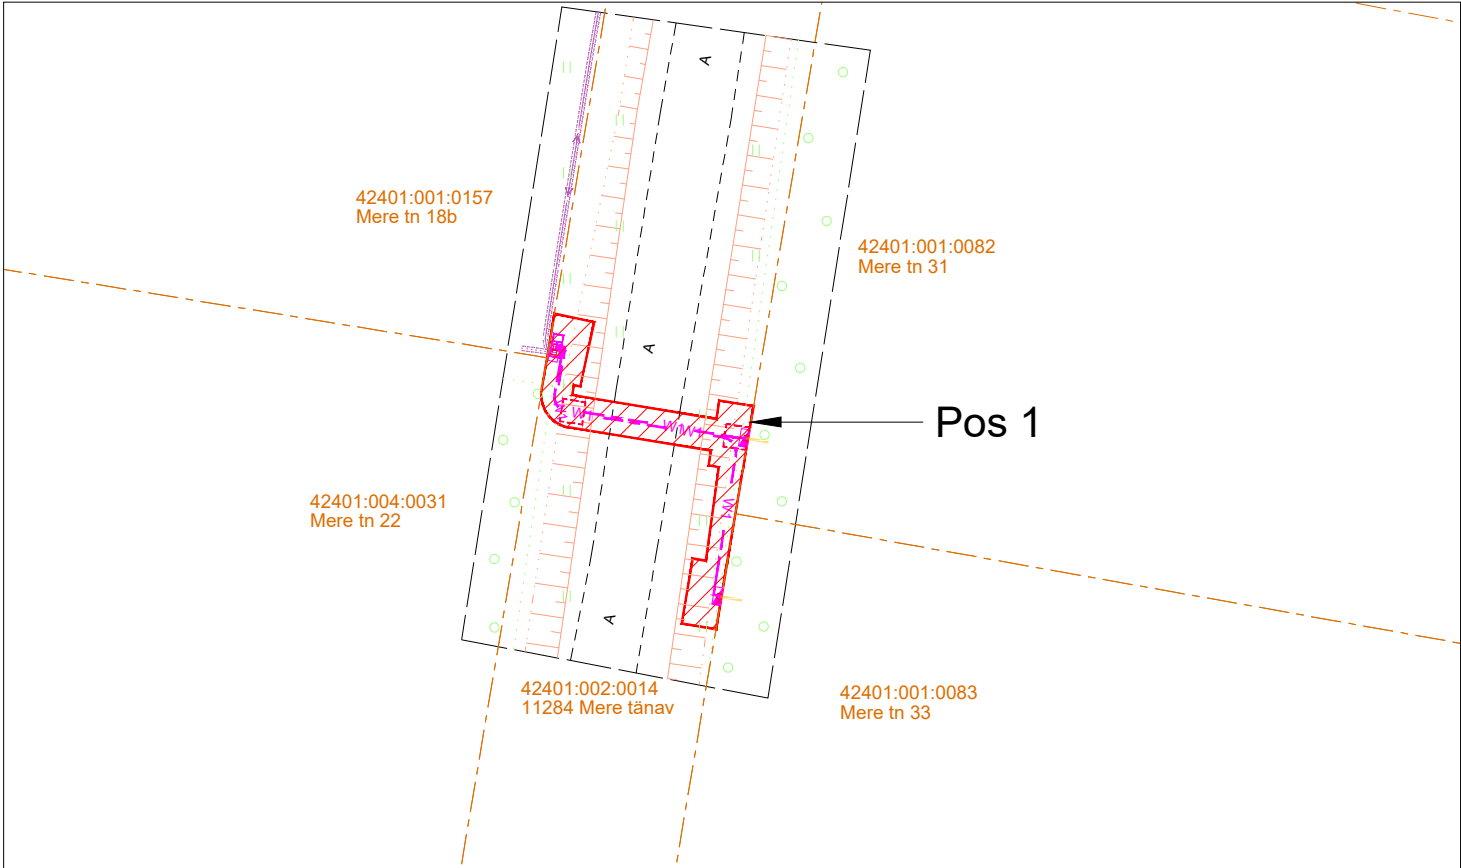 A
42401:001:0157
Mere tn 18b
42401:001:0082
Mere tn 31
A
Pos 1
W1
42401:004:0031
Mere tn 22
A
42401:002:0014
11284 Mere tänav
42401:001:0083
Mere tn 33